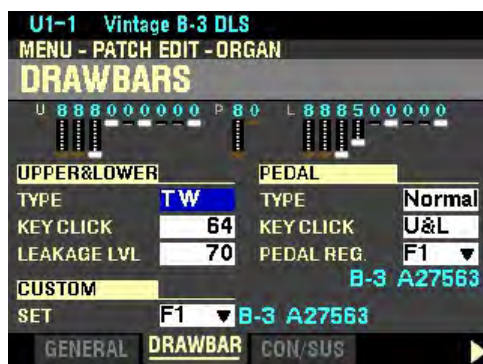 U1-1 Vintage B-3 DLS
MENU - PATCH EDIT - ORGAN
DRAWBARS
U 888000000 P 80 L 888500000
UPPER&LOWER
TYPE TW
KEY CLICK 64
LEAKAGE LVL 70
PEDAL
TYPE Normal
KEY CLICK U&L
PEDAL REG. F1 ▼
B-3 A27563
CUSTOM
SET F1 ▼ B-3 A27563
GENERAL DRAWBAR CON/SUS